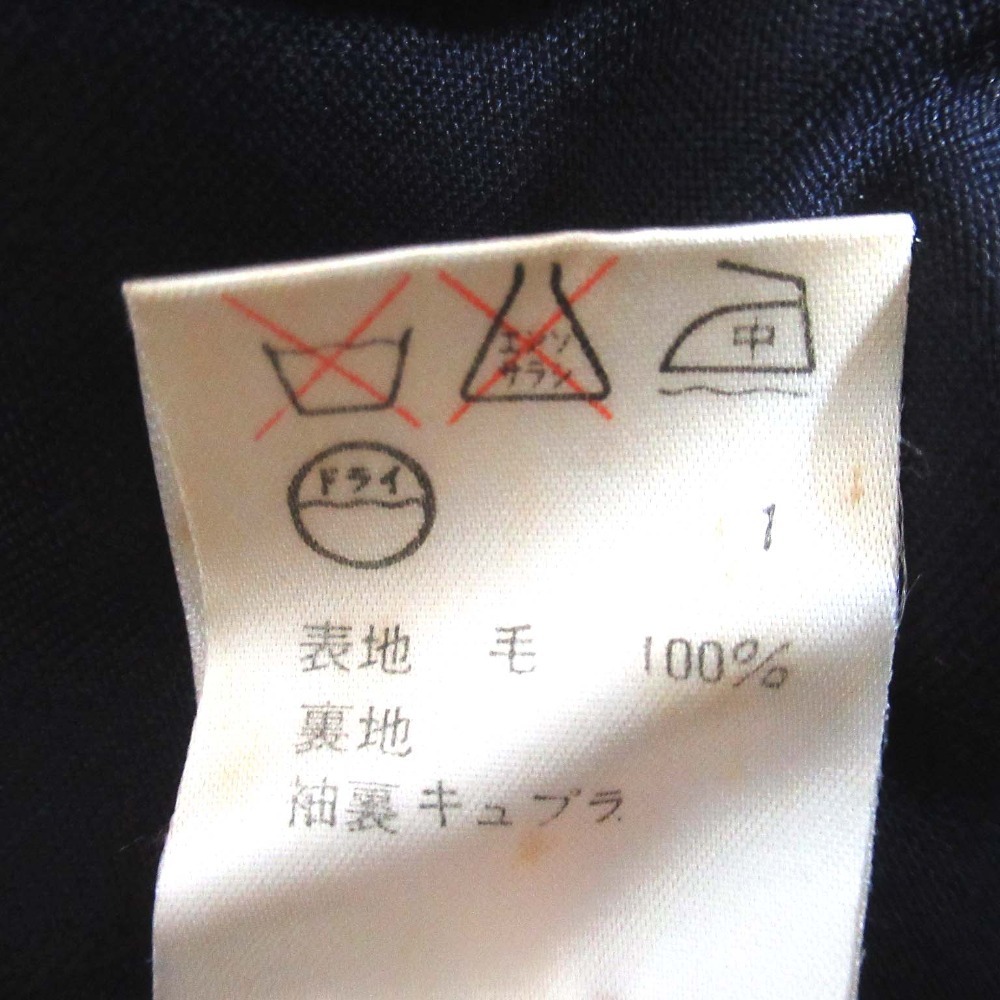 エンソ
サラシ
中
ドライ
1
表地 毛 100%
裏地
袖裏キュプラ